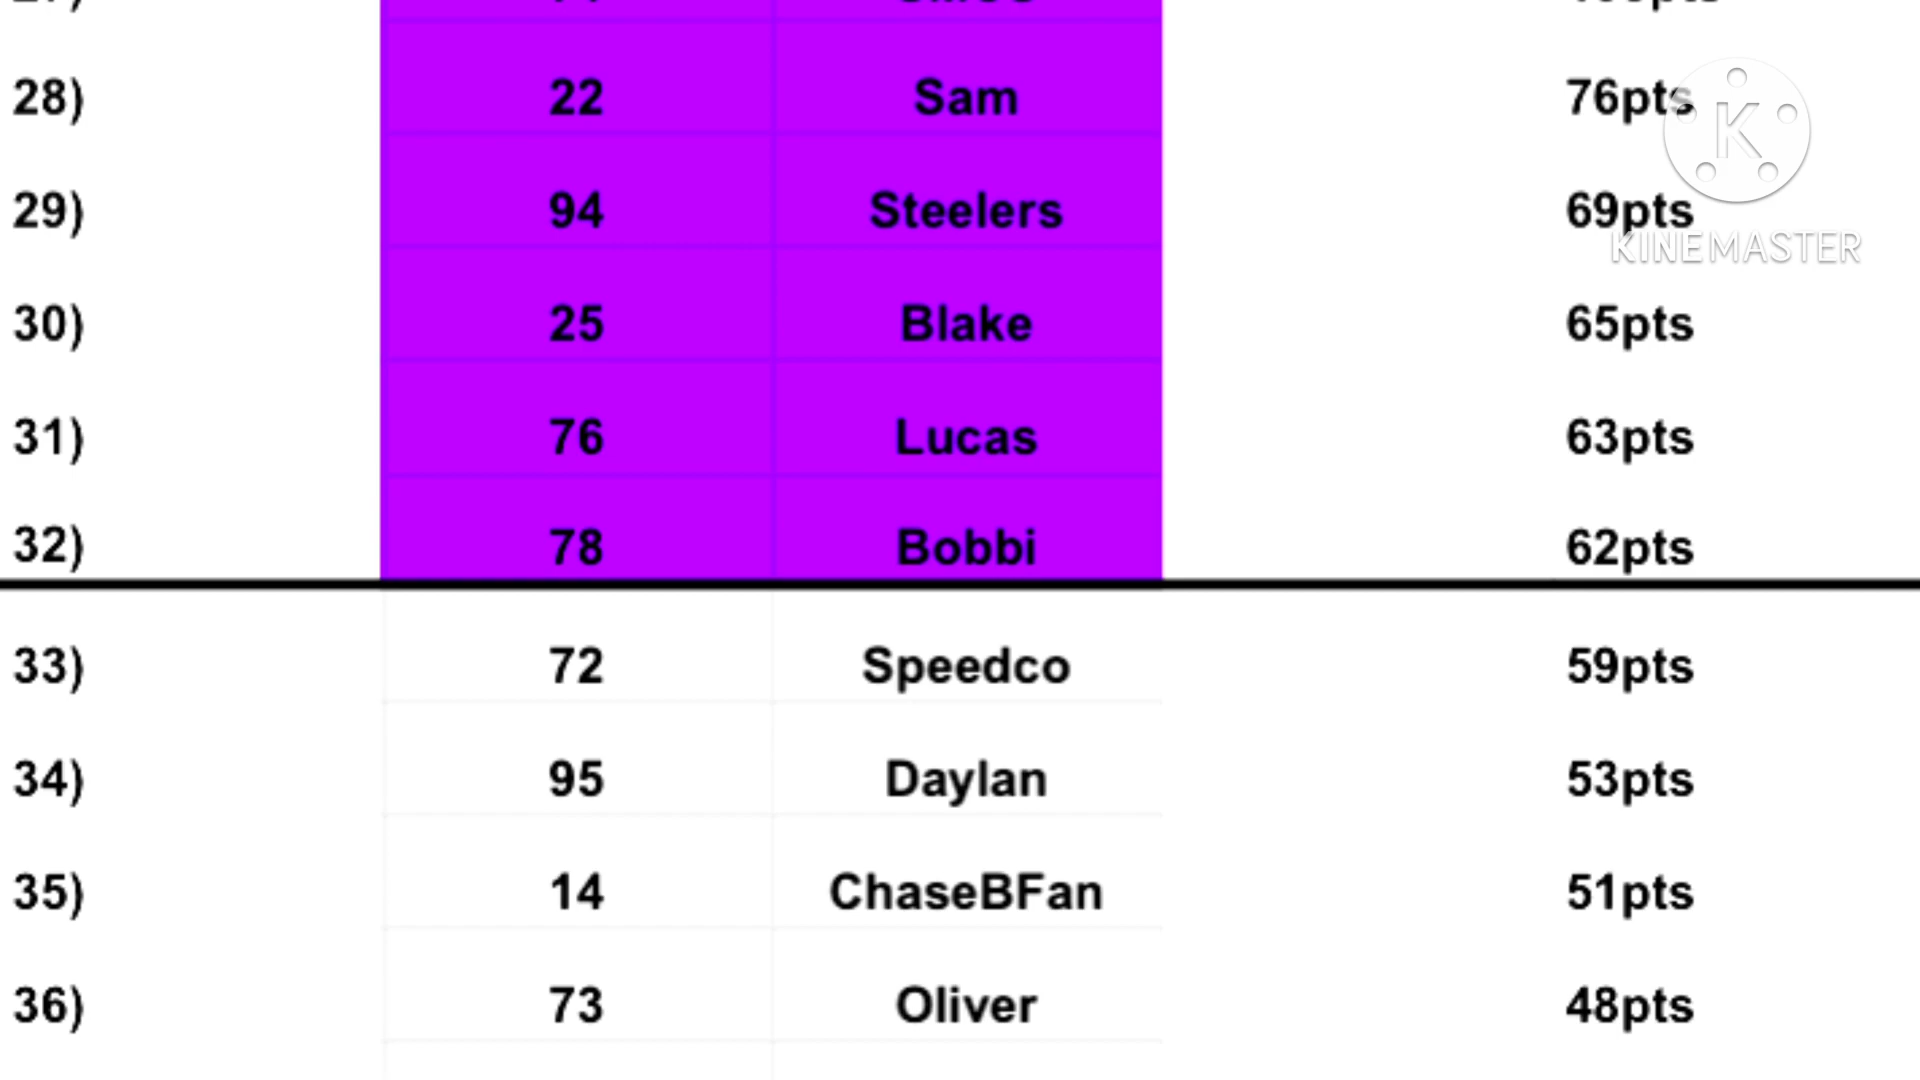 28) 22 Sam 76pts
29) 94 Steelers 69pts
KINEMASTER
30) 25 Blake 65pts
31) 76 Lucas 63pts
32) 78 Bobbi 62pts
33) 72 Speedco 59pts
34) 95 Daylan 53pts
35) 14 ChaseBFan 51pts
36) 73 Oliver 48pts